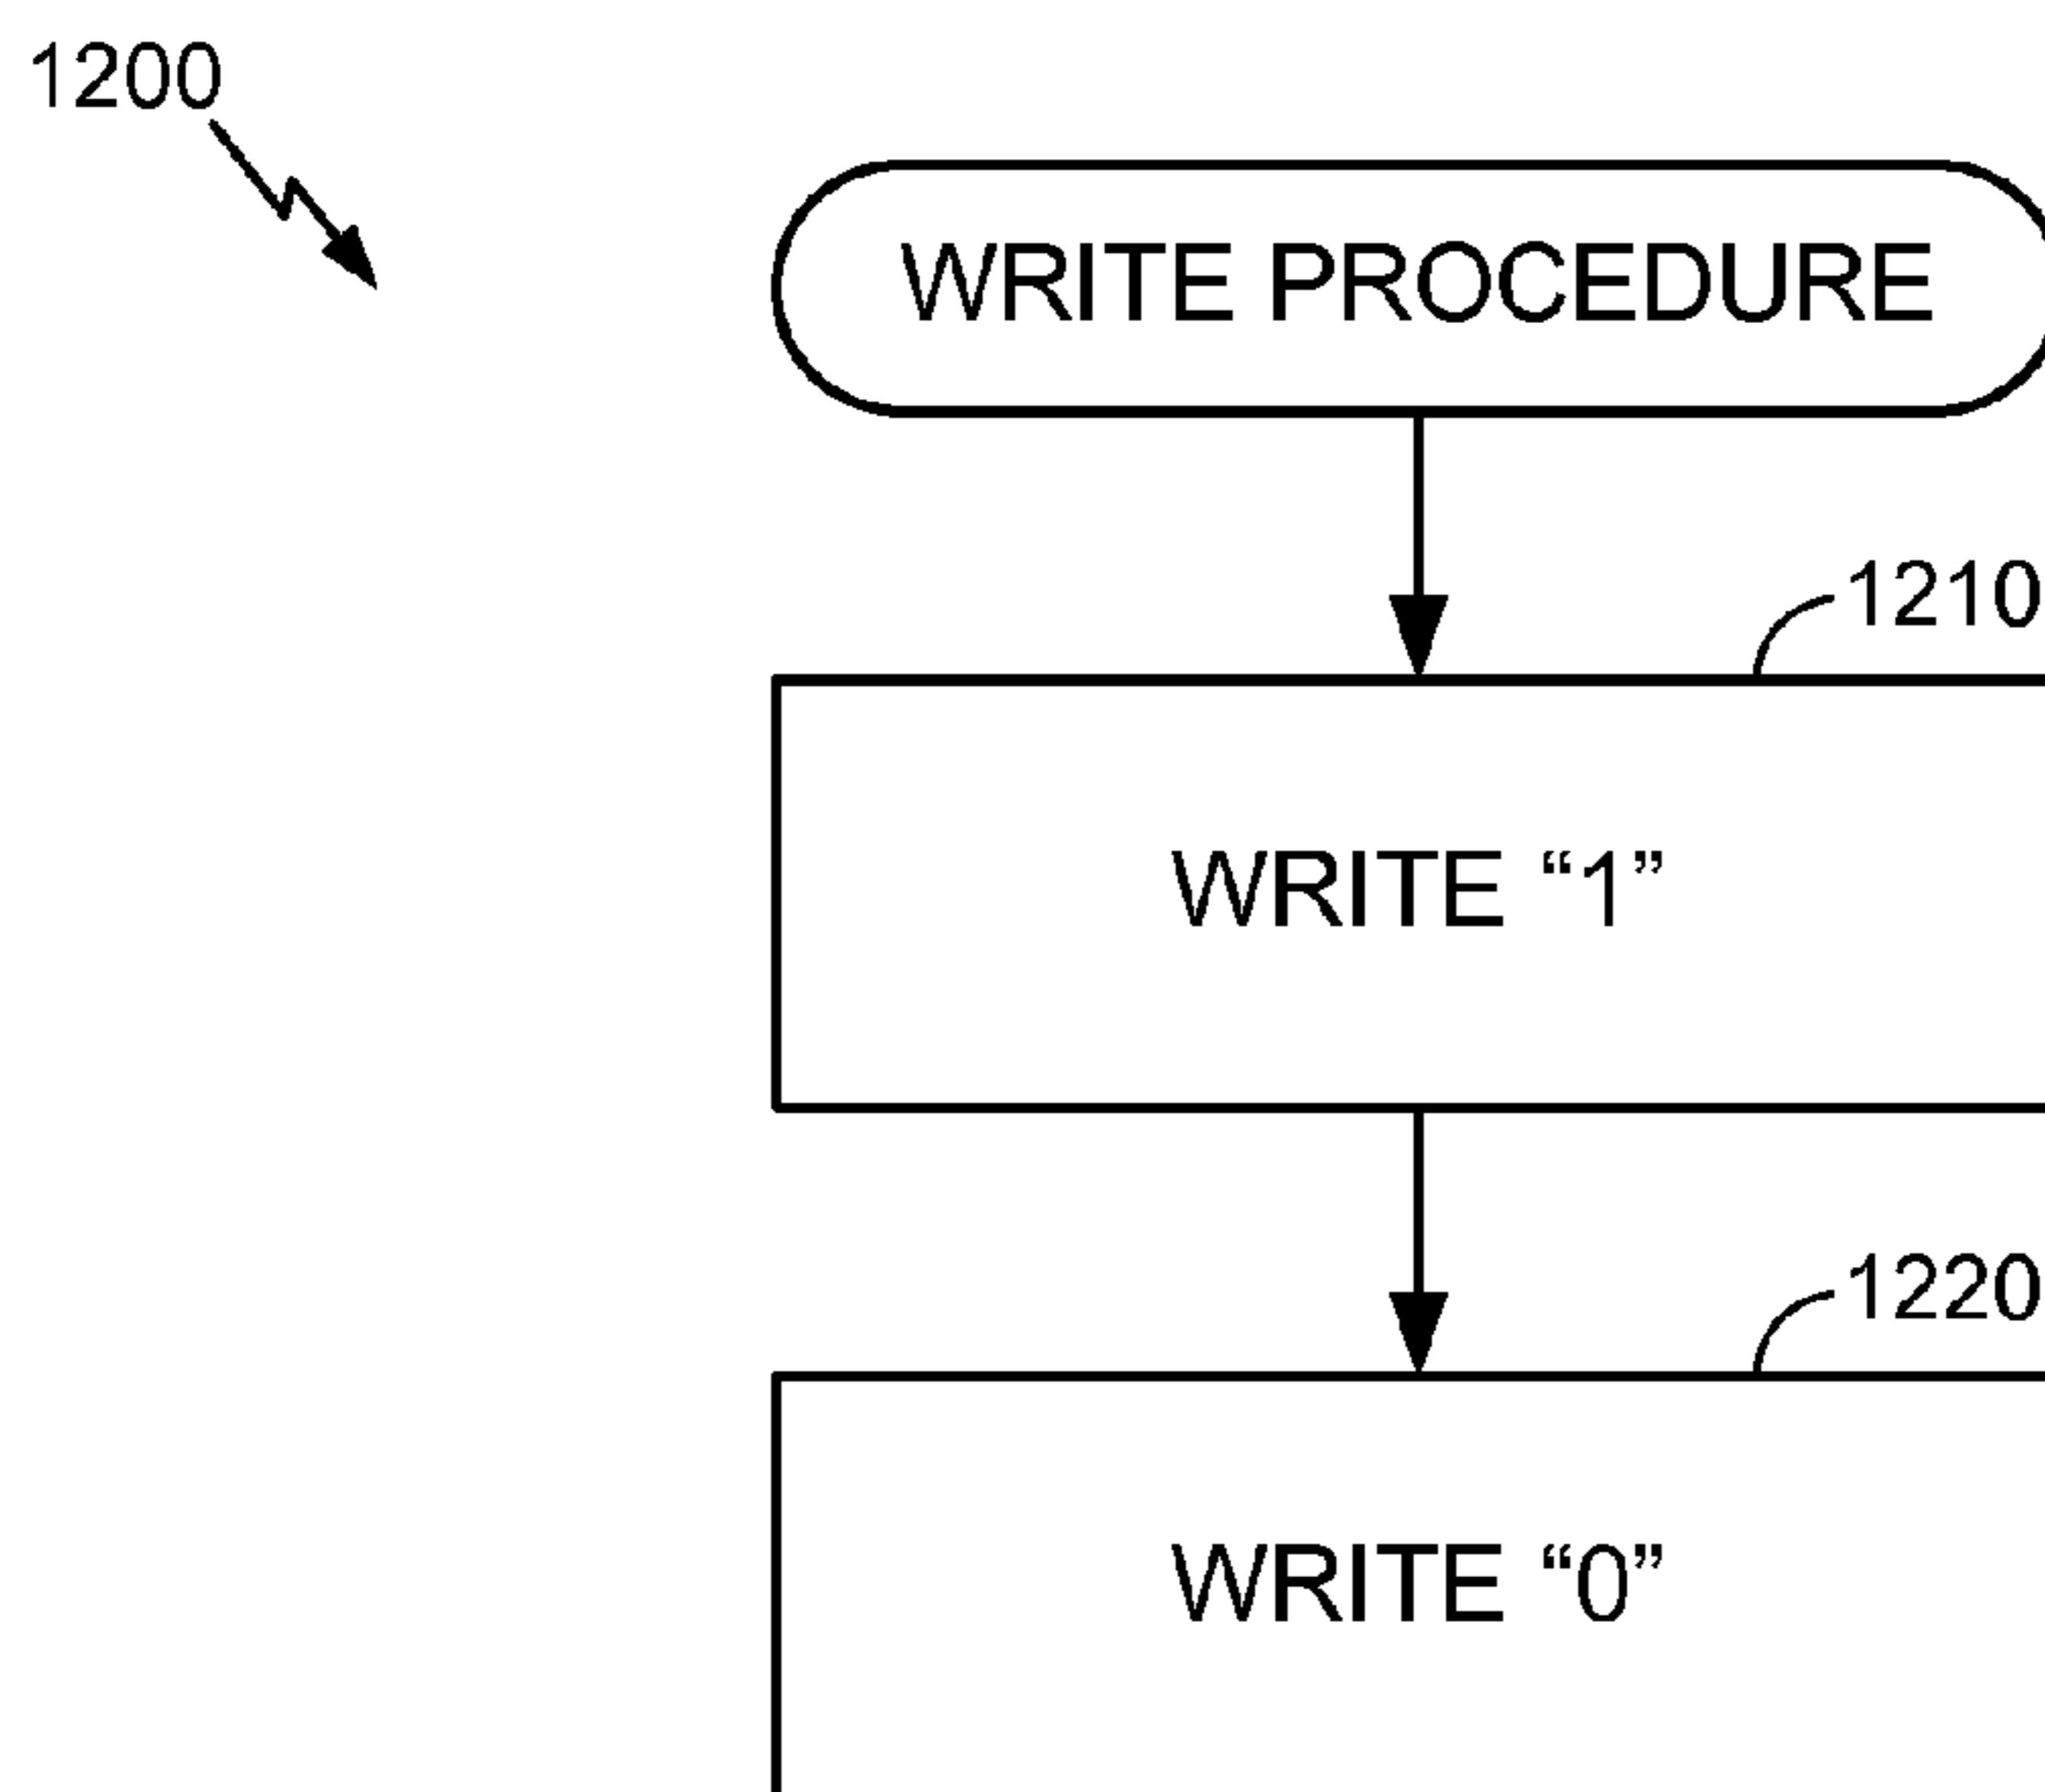 1200
WRITE PROCEDURE
1210
WRITE “1”
1220
WRITE “0”